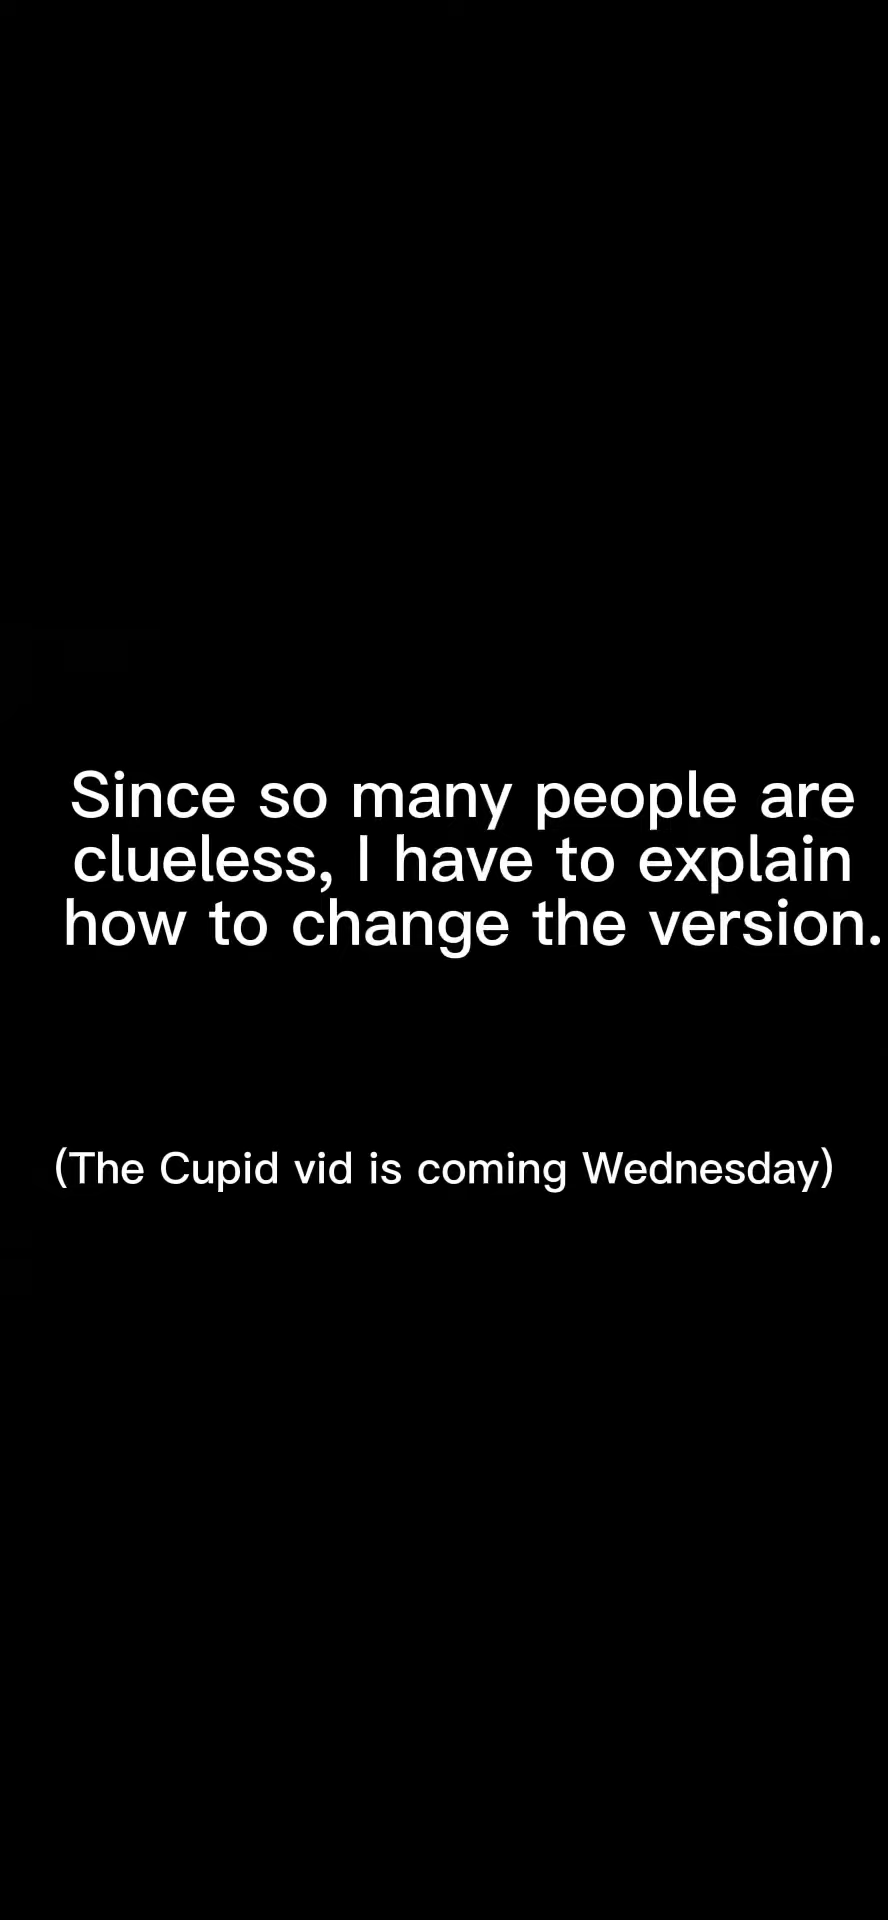 Since so many people are
clueless, I have to explain
how to change the version.
(The Cupid vid is coming Wednesday)